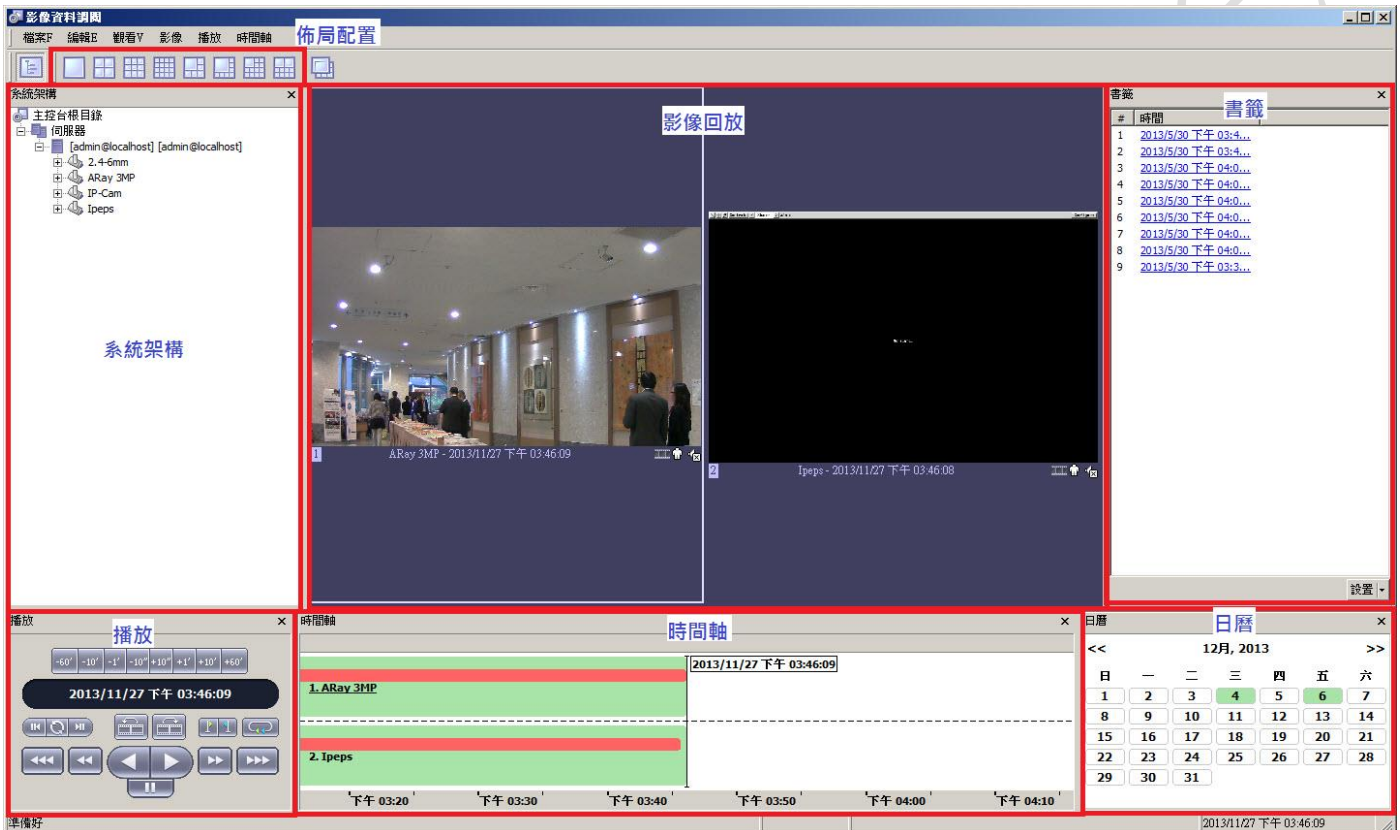 影像資料調閱
檔案F 編輯E 觀看V 影像 播放 時間軸
佈局配置
系統架構
主控台根目錄
伺服器
[admin@localhost] [admin@localhost]
2.4-6mm
ARay 3MP
IP-Cam
Ipeps
系統架構
影像回放
1 ARay 3MP - 2013/11/27 下午 03:46:09
2 Ipeps - 2013/11/27 下午 03:46:08
書籤
書籤
# 時間
1 2013/5/30 下午 03:4...
2 2013/5/30 下午 03:4...
3 2013/5/30 下午 04:0...
4 2013/5/30 下午 04:0...
5 2013/5/30 下午 04:0...
6 2013/5/30 下午 04:0...
7 2013/5/30 下午 04:0...
8 2013/5/30 下午 04:0...
9 2013/5/30 下午 03:3...
設置
播放
播放
-60' -10' -1' -10" +10" +1' +10' +60'
2013/11/27 下午 03:46:09
時間軸
時間軸
2013/11/27 下午 03:46:09
1. ARay 3MP
2. Ipeps
下午 03:20 下午 03:30 下午 03:40 下午 03:50 下午 04:00 下午 04:10
日曆
日曆
<< 12月, 2013 >>
日 一 二 三 四 五 六
1 2 3 4 5 6 7
8 9 10 11 12 13 14
15 16 17 18 19 20 21
22 23 24 25 26 27 28
29 30 31
準備好
2013/11/27 下午 03:46:09